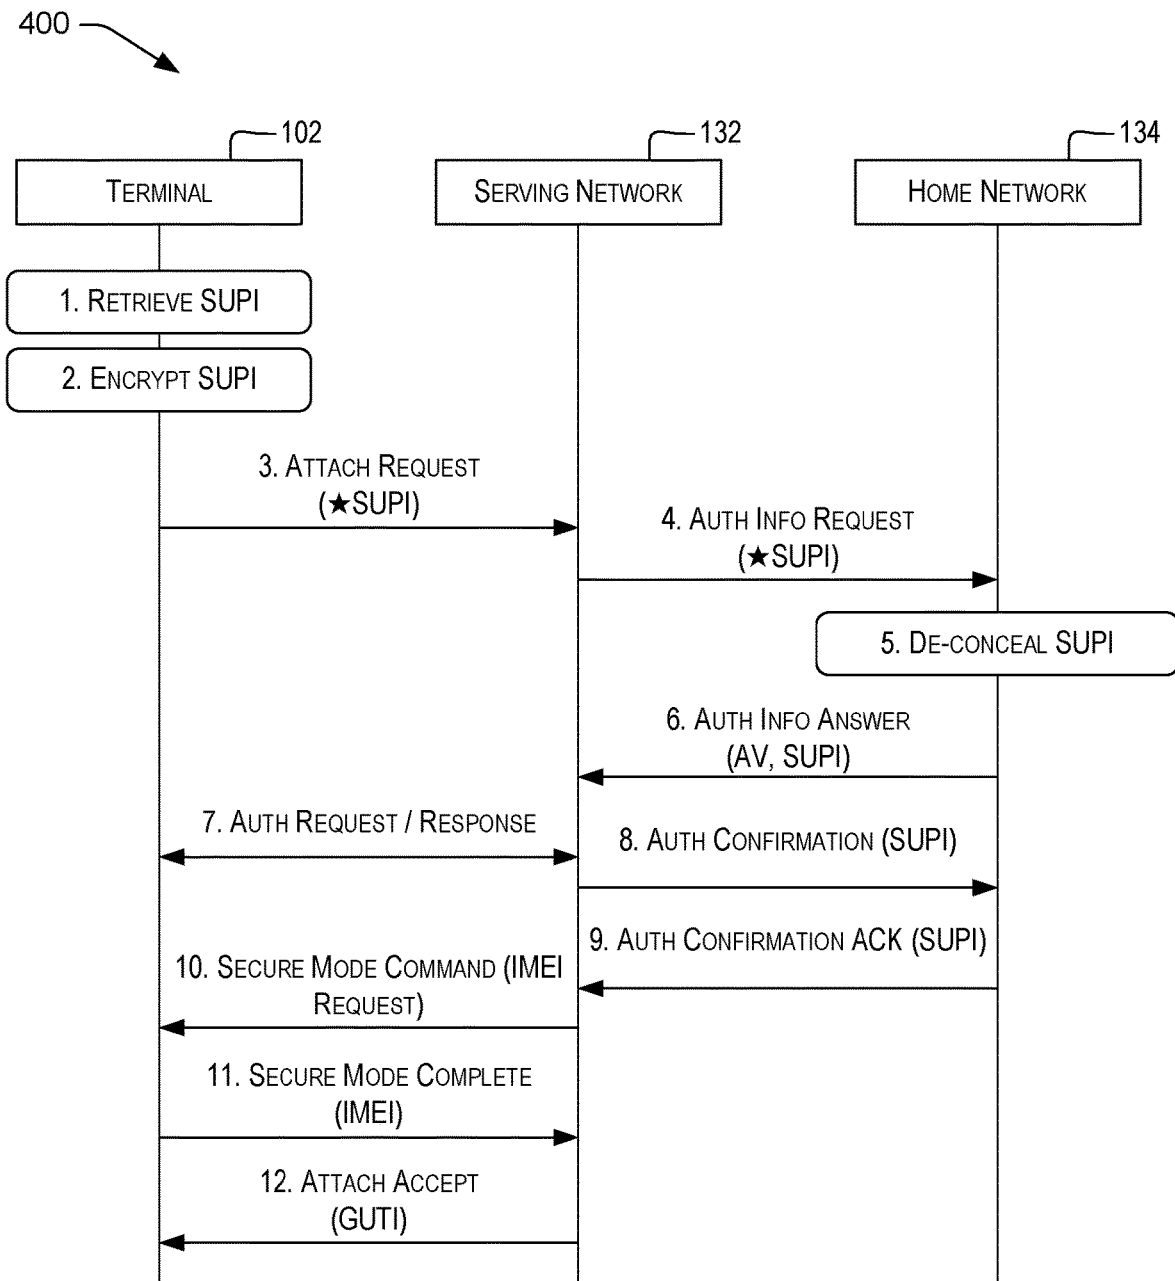 400
102
132
134
TERMINAL
SERVING NETWORK
HOME NETWORK
1. RETRIEVE SUPI
2. ENCRYPT SUPI
3. ATTACH REQUEST
(★SUPI)
4. AUTH INFO REQUEST
(★SUPI)
5. DE-CONCEAL SUPI
6. AUTH INFO ANSWER
(AV, SUPI)
7. AUTH REQUEST / RESPONSE
8. AUTH CONFIRMATION (SUPI)
9. AUTH CONFIRMATION ACK (SUPI)
10. SECURE MODE COMMAND (IMEI
REQUEST)
11. SECURE MODE COMPLETE
(IMEI)
12. ATTACH ACCEPT
(GUTI)